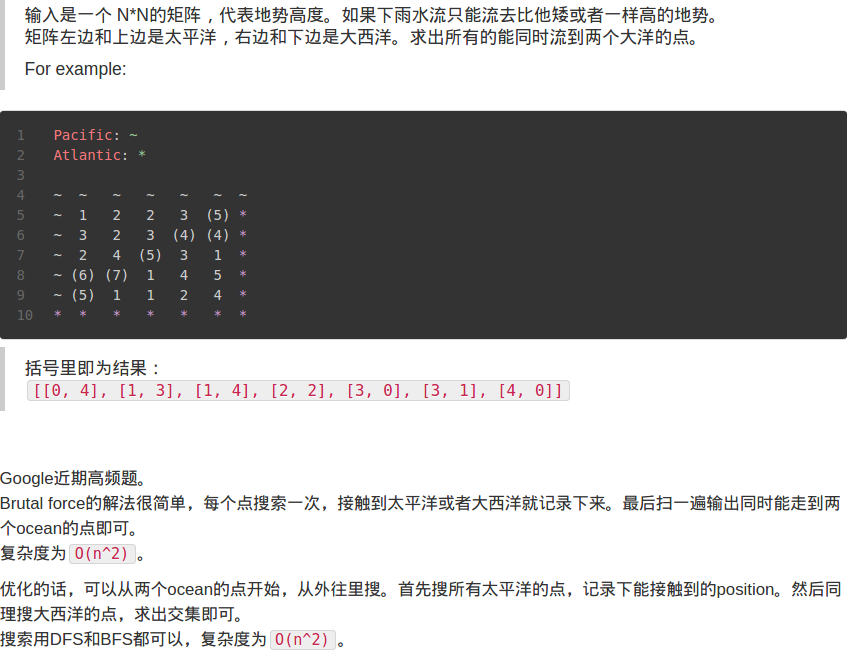 输入是一个 N*N的矩阵，代表地势高度。如果下雨水流只能流去比他矮或者一样高的地势。
矩阵左边和上边是太平洋，右边和下边是大西洋。求出所有的能同时流到两个大洋的点。
For example:
1 Pacific: ~
2 Atlantic: *
3
4 ~ ~ ~ ~ ~ ~ ~
5 ~ 1 2 2 3 (5) *
6 ~ 3 2 3 (4) (4) *
7 ~ 2 4 (5) 3 1 *
8 ~ (6) (7) 1 4 5 *
9 ~ (5) 1 1 2 4 *
10 * * * * * * *
括号里即为结果：
[[0, 4], [1, 3], [1, 4], [2, 2], [3, 0], [3, 1], [4, 0]]
Google近期高频题。
Brutal force的解法很简单，每个点搜索一次，接触到太平洋或者大西洋就记录下来。最后扫一遍输出同时能走到两
个ocean的点即可。
复杂度为 O(n^2) 。
优化的话，可以从两个ocean的点开始，从外往里搜。首先搜所有太平洋的点，记录下能接触到的position。然后同
理搜大西洋的点，求出交集即可。
搜索用DFS和BFS都可以，复杂度为 O(n^2) 。